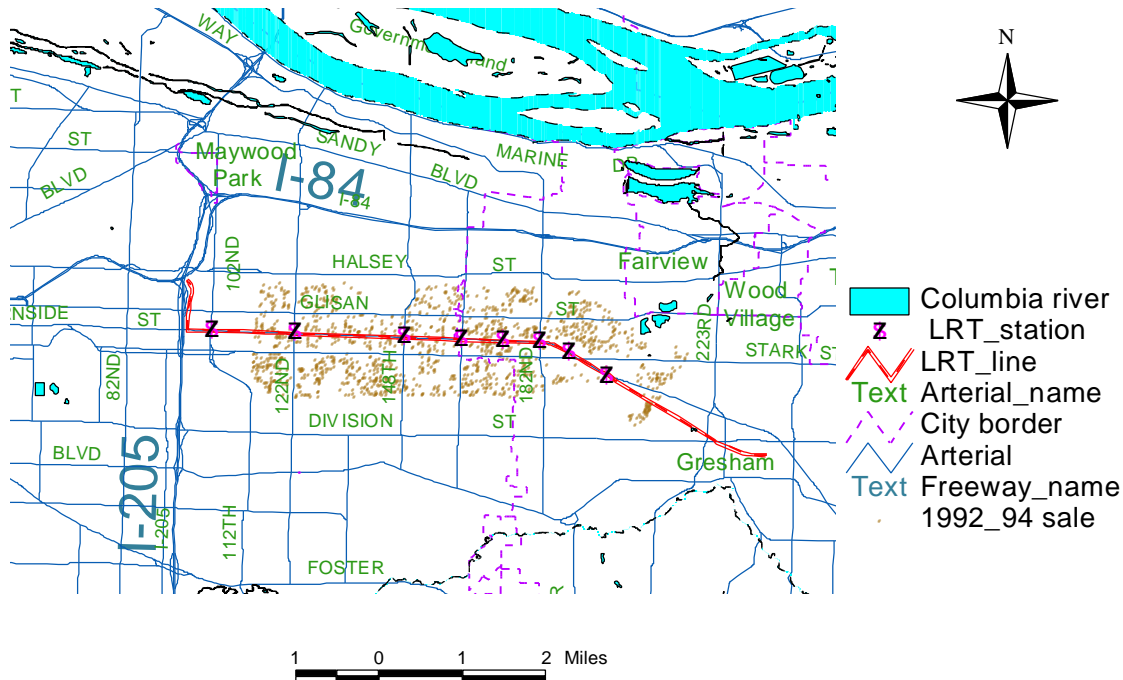 WAY
Government
N
T
ST
SANDY
MARINE
DR
Maywood
Park
BLVD
BLVD
I-84
I-84
102ND
HALSEY
ST
Fairview
Wood
Village
GLISAN
ST
ENSIDE
ST
223RD
STARK ST
82ND
122ND
148TH
182ND
DIVISION
ST
BLVD
Gresham
I-205
I-205
112TH
FOSTER
R
Columbia river
Z LRT_station
LRT_line
Text Arterial_name
City border
Arterial
Text Freeway_name
1992_94 sale
Z Z Z Z Z Z Z Z
1 0 1 2 Miles